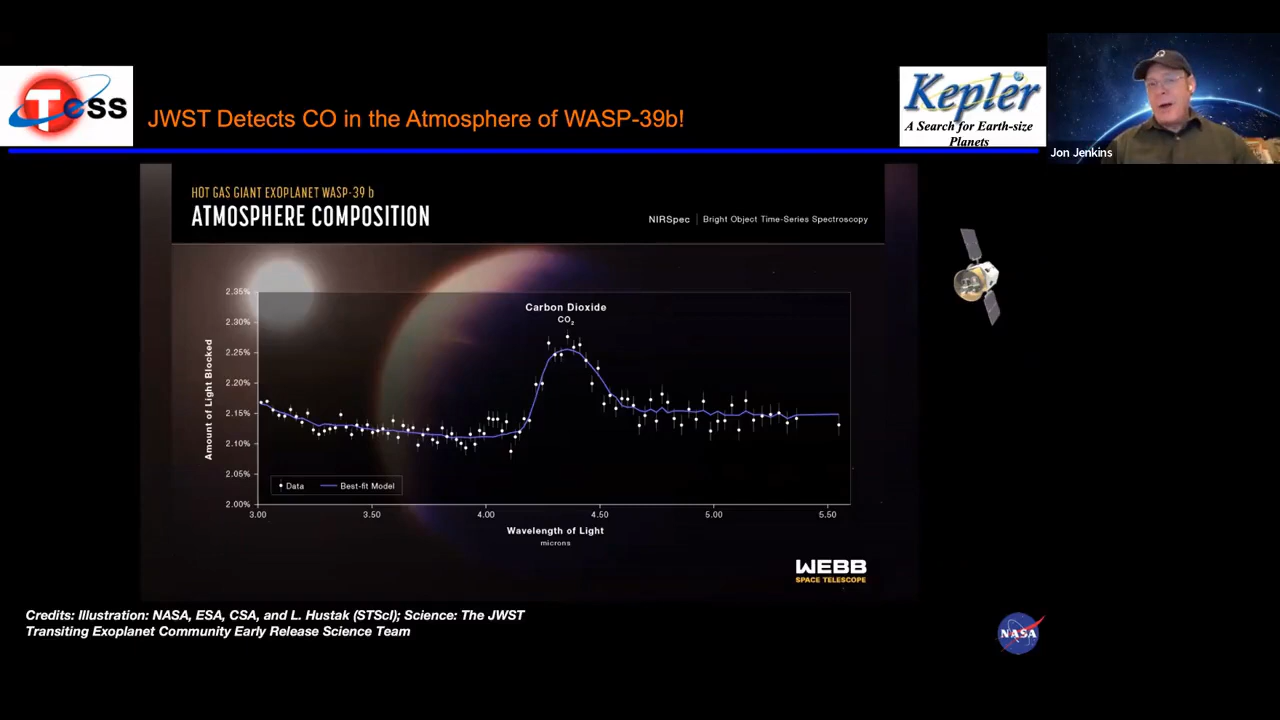 Tess
JWST Detects CO in the Atmosphere of WASP-39b!
Kepler
A Search for Earth-size
Planets
Jon Jenkins
HOT GAS GIANT EXOPLANET WASP-39 b
ATMOSPHERE COMPOSITION
NIRSpec | Bright Object Time-Series Spectroscopy
Carbon Dioxide
CO₂
2.35%
2.30%
2.25%
2.20%
2.15%
2.10%
2.05%
2.00%
Amount of Light Blocked
Data
Best-fit Model
3.00 3.50 4.00 4.50 5.00 5.50
Wavelength of Light
microns
WEBB
SPACE TELESCOPE
Credits: Illustration: NASA, ESA, CSA, and L. Hustak (STScI); Science: The JWST
Transiting Exoplanet Community Early Release Science Team
NASA